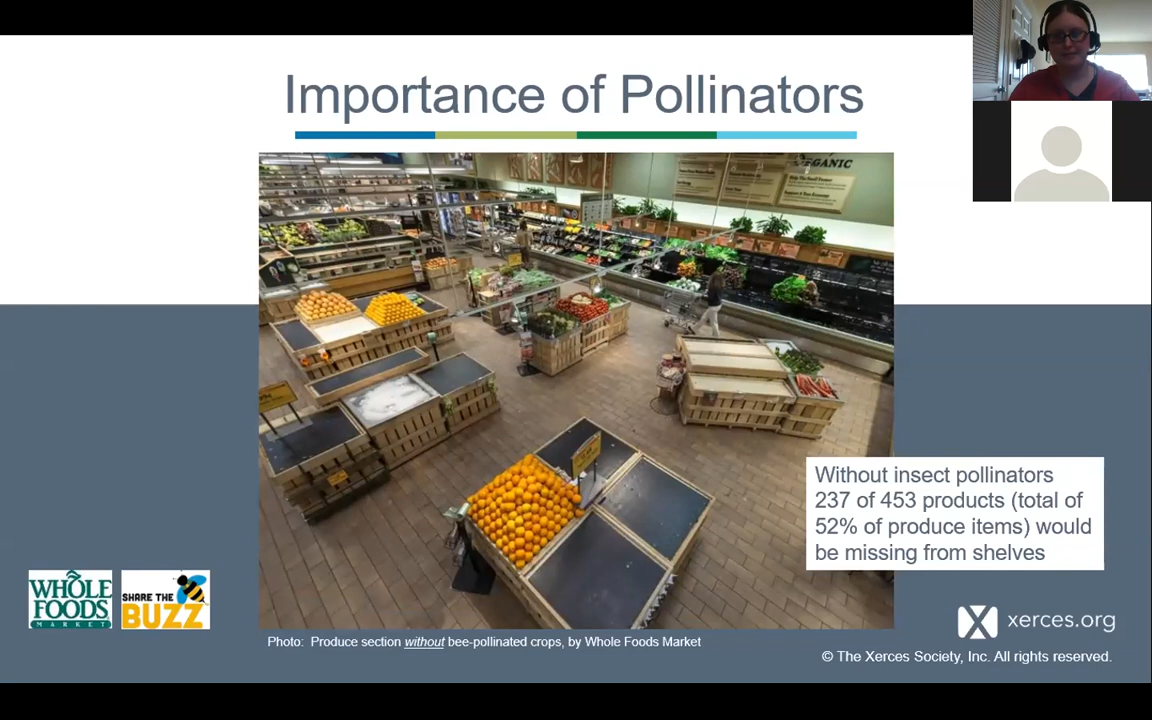 Importance of Pollinators
ORGANIC
Without insect pollinators
237 of 453 products (total of
52% of produce items) would
be missing from shelves
WHOLE
FOODS
MARKET
SHARE THE
BUZZ
Photo: Produce section without bee-pollinated crops, by Whole Foods Market
xerces.org
© The Xerces Society, Inc. All rights reserved.